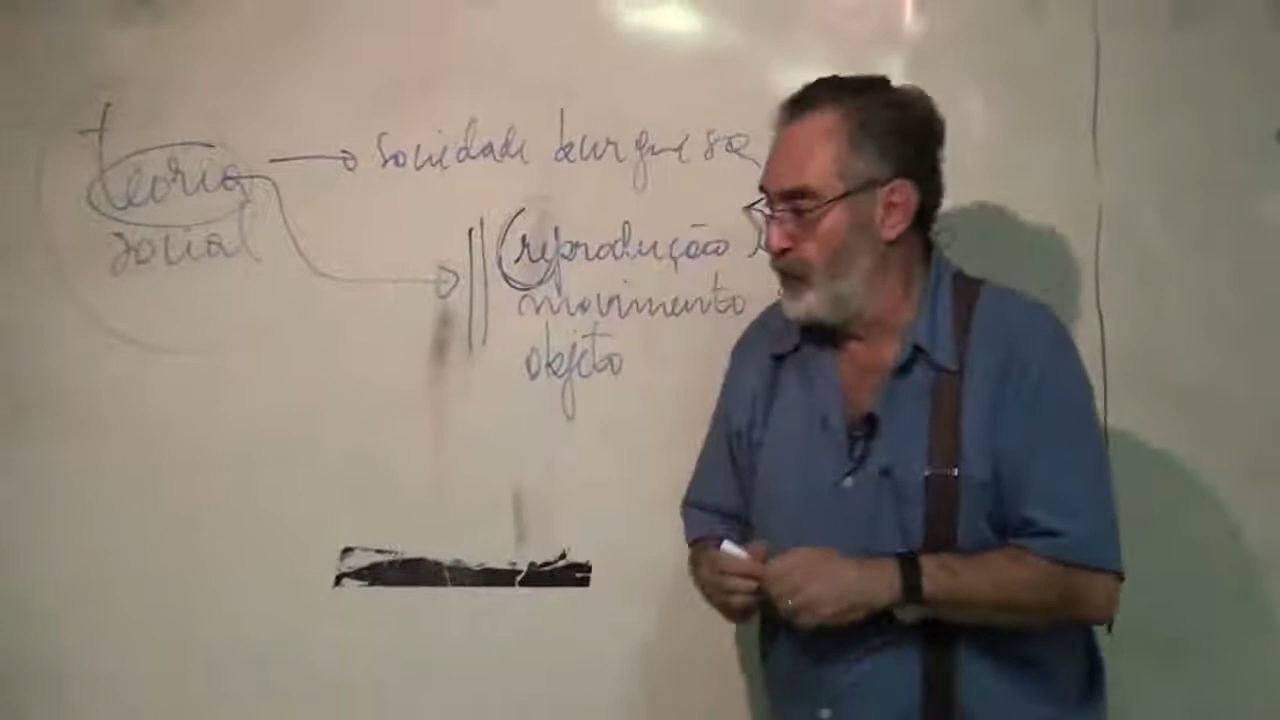 teoria
social
sociedade burguesa
reprodução
movimento
objeto